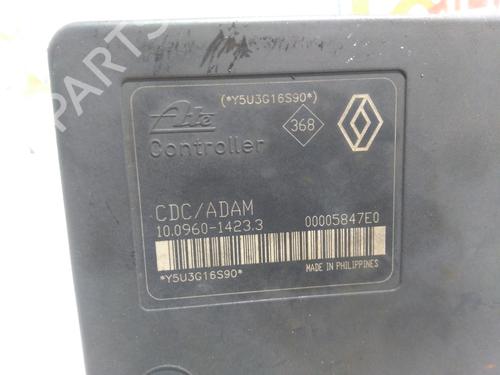 (*Y5U3G16S90*)
Ate
368
Controller
CDC/ADAM
10.0960-1423.3 00005847E0
*Y5U3G16S90*
MADE IN PHILIPPINES
PARTS